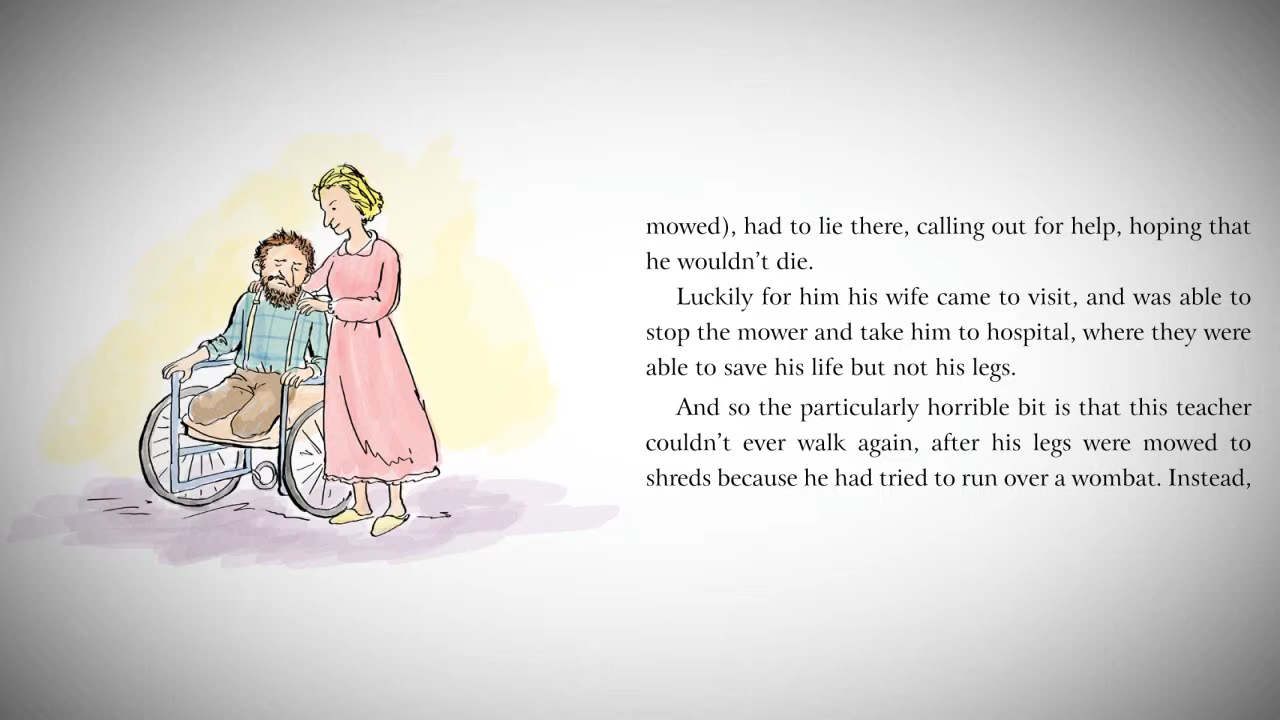 mowed), had to lie there, calling out for help, hoping that
he wouldn’t die.
Luckily for him his wife came to visit, and was able to
stop the mower and take him to hospital, where they were
able to save his life but not his legs.
And so the particularly horrible bit is that this teacher
couldn’t ever walk again, after his legs were mowed to
shreds because he had tried to run over a wombat. Instead,